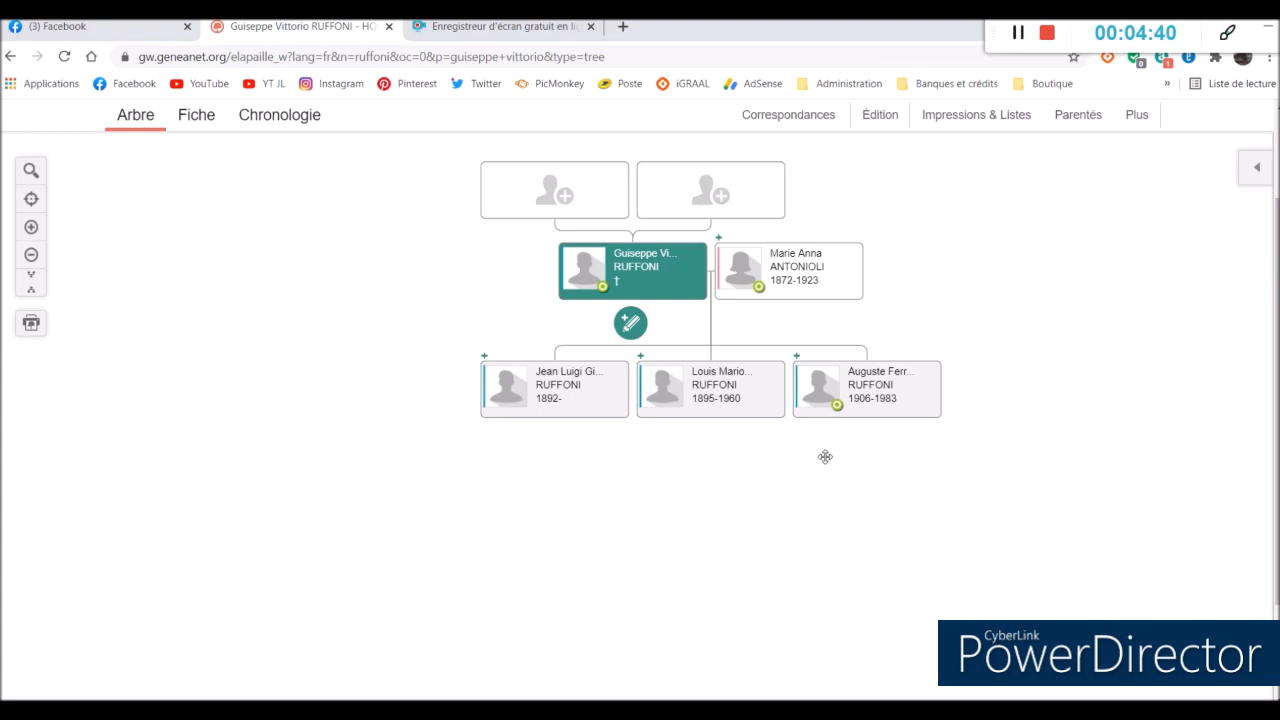 (3) Facebook
Guiseppe Vittorio RUFFONI - HO
Enregistreur d'écran gratuit en li
00:04:40
gw.geneanet.org/elapaille_w?lang=fr&n=ruffoni&oc=0&p=guiseppe+vittorio&type=tree
0
1
Applications
Facebook
YouTube
YT JL
Instagram
Pinterest
Twitter
PicMonkey
Poste
iGRAAL
AdSense
Administration
Banques et crédits
Boutique
»
Liste de lecture
Arbre
Fiche
Chronologie
Correspondances
Édition
Impressions & Listes
Parentés
Plus
Guiseppe Vi...
RUFFONI
†
Marie Anna
ANTONIOLI
1872-1923
Jean Luigi Gi...
RUFFONI
1892-
Louis Mario...
RUFFONI
1895-1960
Auguste Ferr...
RUFFONI
1906-1983
CyberLink
PowerDirector